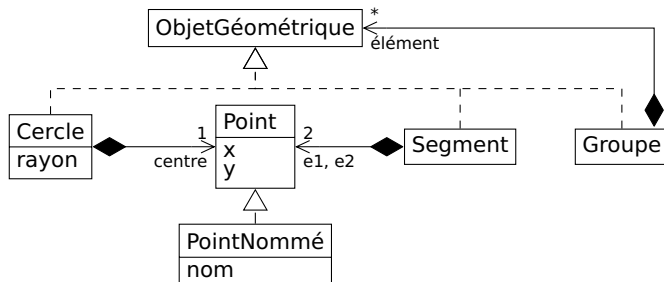 ObjetGéométrique
*
élément
Cercle
rayon
1
centre
Point
x
y
2
e1, e2
Segment
Groupe
PointNommé
nom